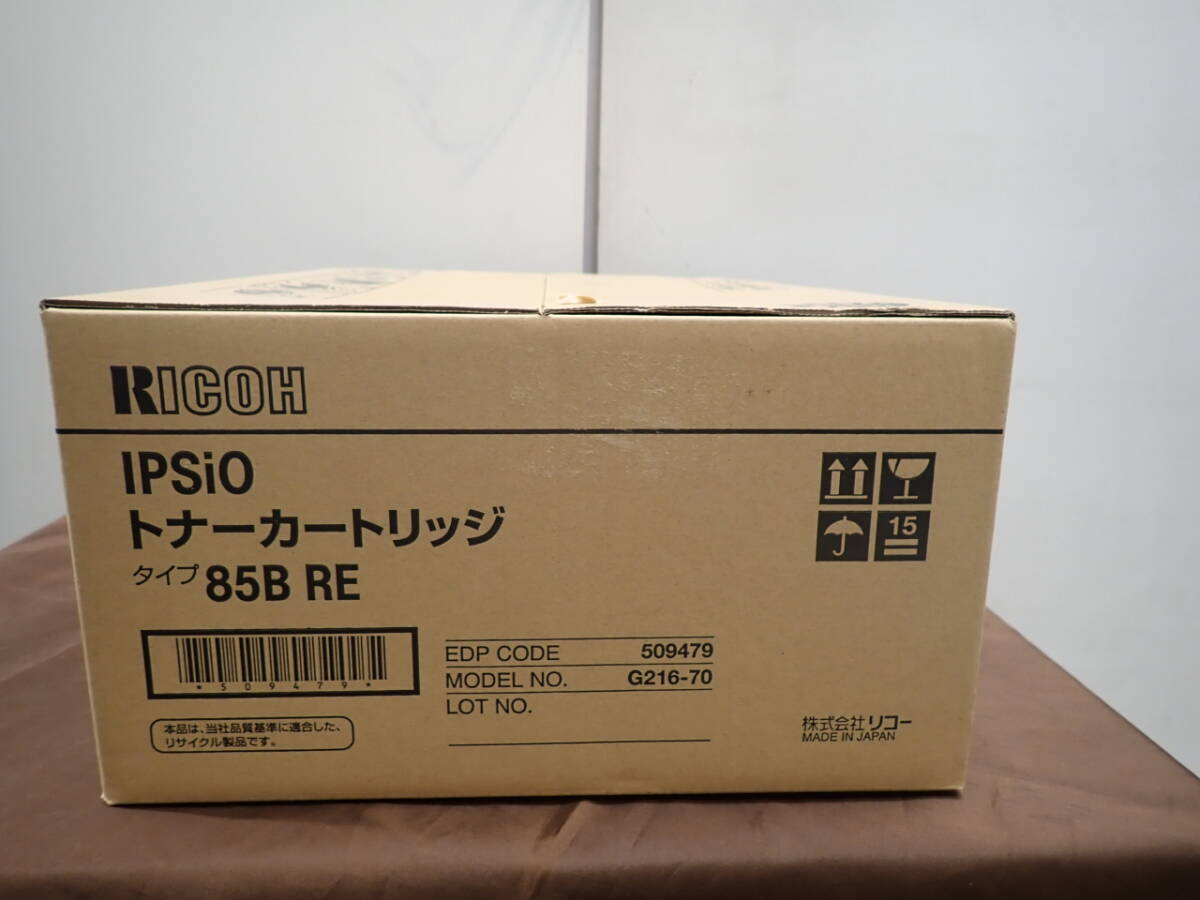 RICOH
IPSiO
トナーカートリッジ
タイプ 85B RE
*509479*
EDP CODE 509479
MODEL NO. G216-70
LOT NO.
本品は、当社品質基準に適合した、
リサイクル製品です。
15
株式会社リコー
MADE IN JAPAN